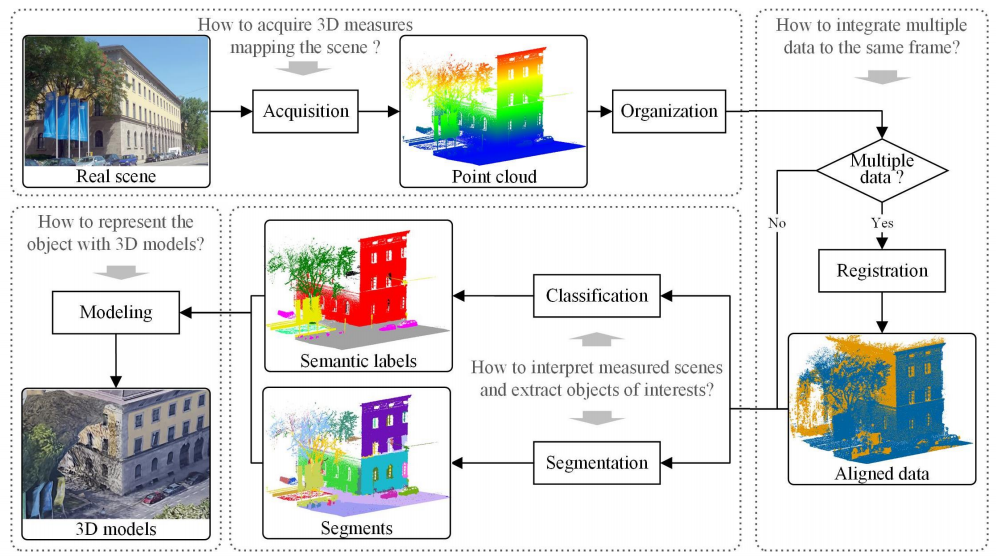 How to acquire 3D measures
mapping the scene ?
Real scene
Acquisition
Point cloud
Organization
How to integrate multiple
data to the same frame?
Multiple
data ?
No
Yes
Registration
Aligned data
How to represent the
object with 3D models?
Modeling
3D models
Semantic labels
Classification
How to interpret measured scenes
and extract objects of interests?
Segments
Segmentation